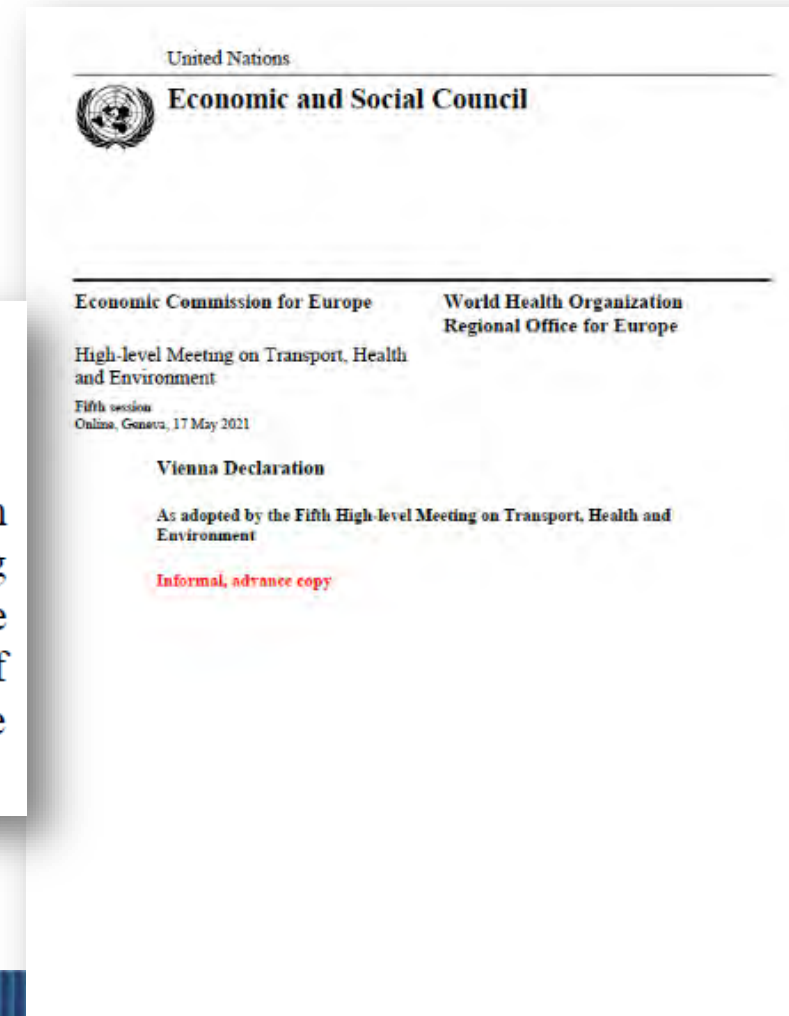 United Nations
Economic and Social Council
Economic Commission for Europe
World Health Organization
Regional Office for Europe
High-level Meeting on Transport, Health
and Environment
Fifth session
Online, Geneva, 17 May 2021
Vienna Declaration
As adopted by the Fifth High-level Meeting on Transport, Health and
Environment
Informal, advance copy